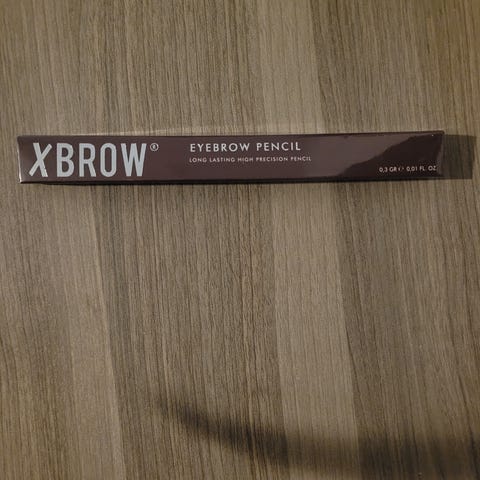 XBROW®
EYEBROW PENCIL
LONG LASTING HIGH PRECISION PENCIL
0,3 GR ℮ 0,01 FL. OZ.